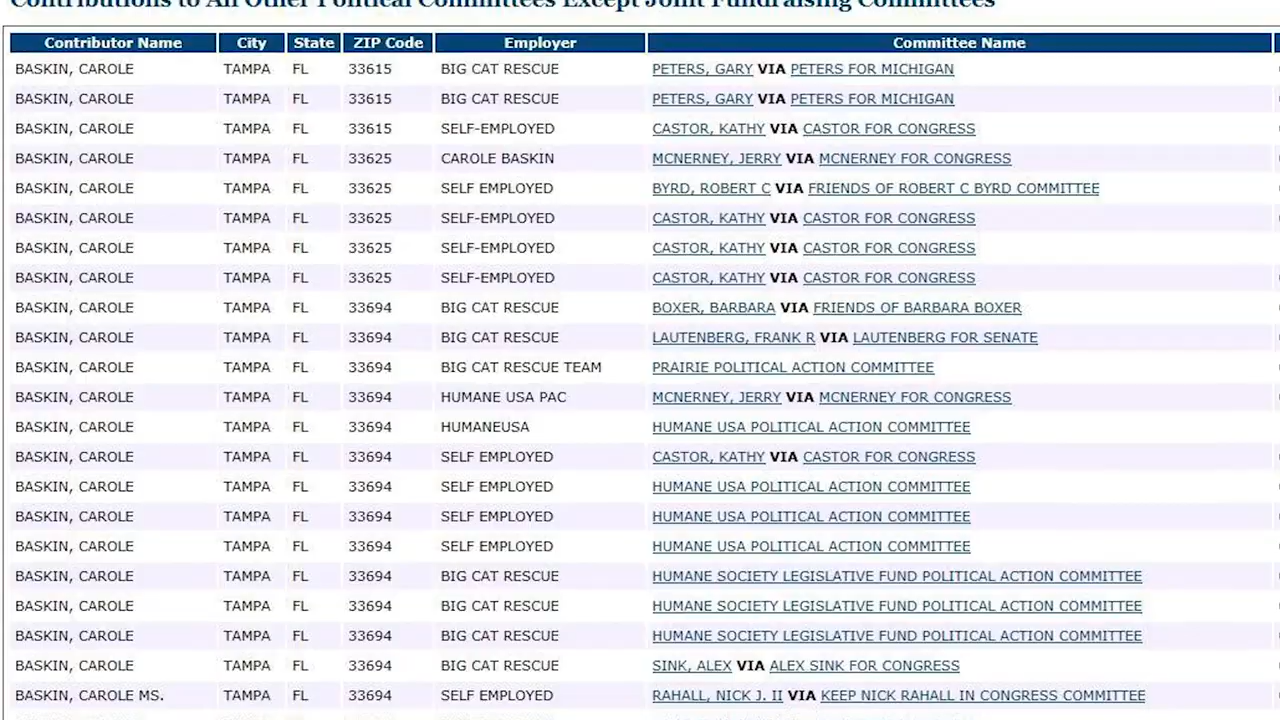 Contributions to All Other Political Committees Except Joint Fundraising Committees
Contributor Name City State ZIP Code Employer Committee Name
BASKIN, CAROLE TAMPA FL 33615 BIG CAT RESCUE PETERS, GARY VIA PETERS FOR MICHIGAN
BASKIN, CAROLE TAMPA FL 33615 BIG CAT RESCUE PETERS, GARY VIA PETERS FOR MICHIGAN
BASKIN, CAROLE TAMPA FL 33615 SELF-EMPLOYED CASTOR, KATHY VIA CASTOR FOR CONGRESS
BASKIN, CAROLE TAMPA FL 33625 CAROLE BASKIN MCNERNEY, JERRY VIA MCNERNEY FOR CONGRESS
BASKIN, CAROLE TAMPA FL 33625 SELF EMPLOYED BYRD, ROBERT C VIA FRIENDS OF ROBERT C BYRD COMMITTEE
BASKIN, CAROLE TAMPA FL 33625 SELF-EMPLOYED CASTOR, KATHY VIA CASTOR FOR CONGRESS
BASKIN, CAROLE TAMPA FL 33625 SELF-EMPLOYED CASTOR, KATHY VIA CASTOR FOR CONGRESS
BASKIN, CAROLE TAMPA FL 33625 SELF-EMPLOYED CASTOR, KATHY VIA CASTOR FOR CONGRESS
BASKIN, CAROLE TAMPA FL 33694 BIG CAT RESCUE BOXER, BARBARA VIA FRIENDS OF BARBARA BOXER
BASKIN, CAROLE TAMPA FL 33694 BIG CAT RESCUE LAUTENBERG, FRANK R VIA LAUTENBERG FOR SENATE
BASKIN, CAROLE TAMPA FL 33694 BIG CAT RESCUE TEAM PRAIRIE POLITICAL ACTION COMMITTEE
BASKIN, CAROLE TAMPA FL 33694 HUMANE USA PAC MCNERNEY, JERRY VIA MCNERNEY FOR CONGRESS
BASKIN, CAROLE TAMPA FL 33694 HUMANEUSA HUMANE USA POLITICAL ACTION COMMITTEE
BASKIN, CAROLE TAMPA FL 33694 SELF EMPLOYED CASTOR, KATHY VIA CASTOR FOR CONGRESS
BASKIN, CAROLE TAMPA FL 33694 SELF EMPLOYED HUMANE USA POLITICAL ACTION COMMITTEE
BASKIN, CAROLE TAMPA FL 33694 SELF EMPLOYED HUMANE USA POLITICAL ACTION COMMITTEE
BASKIN, CAROLE TAMPA FL 33694 SELF EMPLOYED HUMANE USA POLITICAL ACTION COMMITTEE
BASKIN, CAROLE TAMPA FL 33694 BIG CAT RESCUE HUMANE SOCIETY LEGISLATIVE FUND POLITICAL ACTION COMMITTEE
BASKIN, CAROLE TAMPA FL 33694 BIG CAT RESCUE HUMANE SOCIETY LEGISLATIVE FUND POLITICAL ACTION COMMITTEE
BASKIN, CAROLE TAMPA FL 33694 BIG CAT RESCUE HUMANE SOCIETY LEGISLATIVE FUND POLITICAL ACTION COMMITTEE
BASKIN, CAROLE TAMPA FL 33694 BIG CAT RESCUE SINK, ALEX VIA ALEX SINK FOR CONGRESS
BASKIN, CAROLE MS. TAMPA FL 33694 SELF EMPLOYED RAHALL, NICK J. II VIA KEEP NICK RAHALL IN CONGRESS COMMITTEE